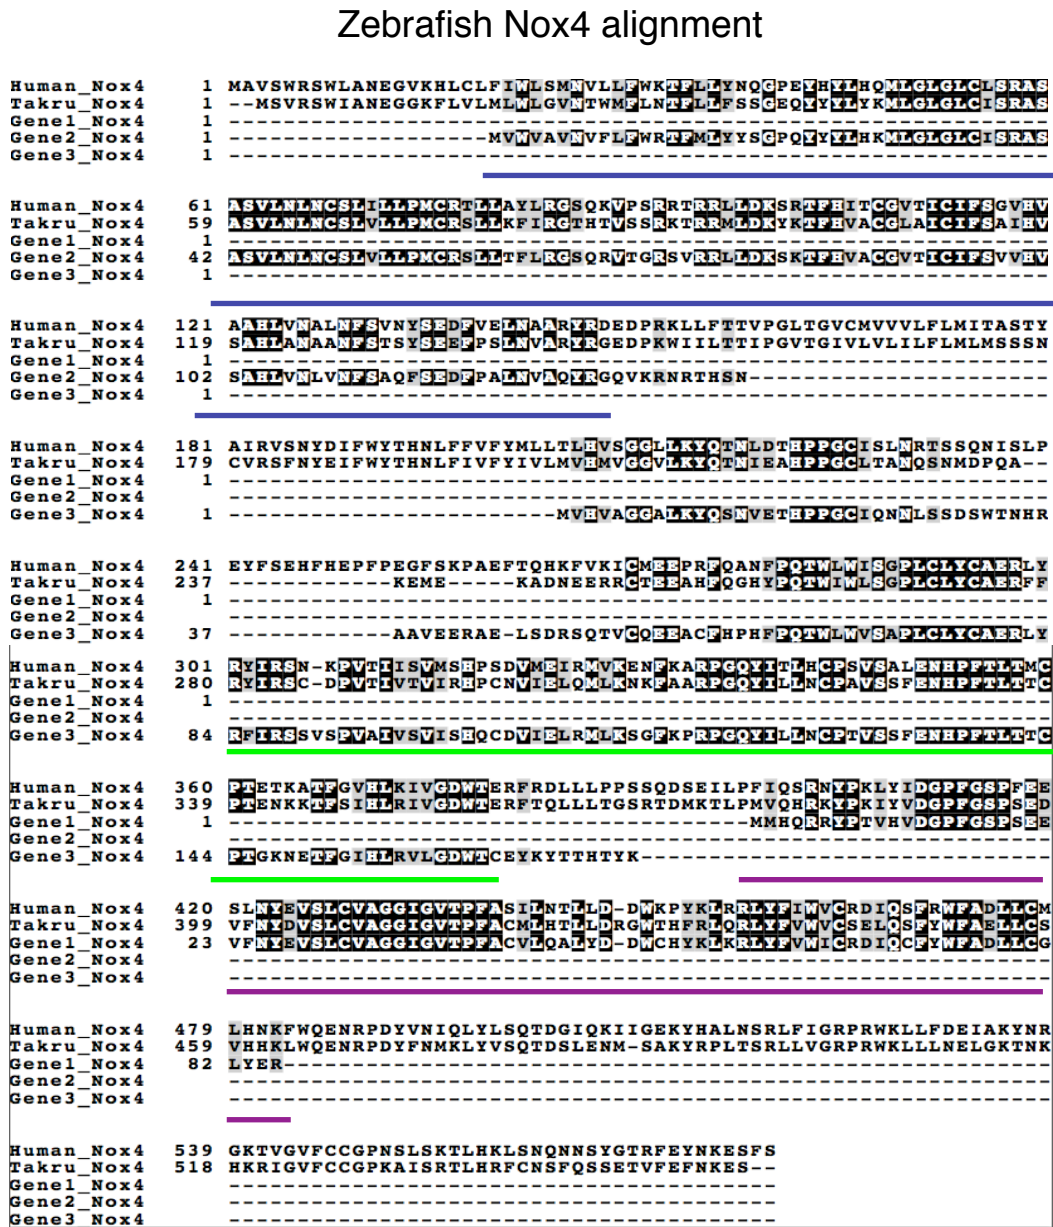 Zebrafish Nox4 alignment
Human_Nox4 1 MAVSWRSWLANEGVKHLCLFIWLSMNVLLFWKTFLLYNQGPEYHYLHQMLGLGLCLSRAS
Takru_Nox4 1 --MSVRSWIANEGGKFLVLMLWLGVNTWMFLNTFLLFSSGEQYYYLYKMLGLGLCISRAS
Gene1_Nox4 1 ------------------------------------------------------------
Gene2_Nox4 1 -------------------MVWVAVNVFLFWRTFMLYYSGPQYYYLHKMLGLGLCISRAS
Gene3_Nox4 1 ------------------------------------------------------------
Human_Nox4 61 ASVLNLNCSLILLPMCRTLLAYLRGSQKVPSRRTRRLLDKSRTFHITCGVTICIFSGVHV
Takru_Nox4 59 ASVLNLNCSLVLLPMCRSLLKFIRGTHTVSSRKTRRMLDKYKTFHVACGLAICIFSAIHV
Gene1_Nox4 1 ------------------------------------------------------------
Gene2_Nox4 42 ASVLNLNCSLVLLPMCRSLLTFLRGSQRVTGRSVRRLLDKSKTFHVACGVTICIFSVVHV
Gene3_Nox4 1 ------------------------------------------------------------
Human_Nox4 121 AAHLVNALNFSVNYSEDFVELNAARYRDEDPRKLLFTTVPGLTGVCMVVVLFLMITASTY
Takru_Nox4 119 SAHLANAANFSTSYSEEFPSLNVARYRGEDPKWIILTTIPGVTGIVLVLILFLMLMSSSN
Gene1_Nox4 1 ------------------------------------------------------------
Gene2_Nox4 102 SAHLVNLVNFSAQFSEDFPALNVAQYRGQVKRNRTHSN----------------------
Gene3_Nox4 1 ------------------------------------------------------------
Human_Nox4 181 AIRVSNYDIFWYTHNLFFVFYMLLTLHVSGGLLKYQTNLDTHPPGCISLNRTSSQNISLP
Takru_Nox4 179 CVRSFNYEIFWYTHNLFIVFYIVLMVHMVGGVLKYQTNIEAHPPGCLTANQSNMDPQA--
Gene1_Nox4 1 ------------------------------------------------------------
Gene2_Nox4 ------------------------------------------------------------
Gene3_Nox4 1 ------------------------MVHVAGGALKYQSNVETHPPGCIQNNLSSDSWTNHR
Human_Nox4 241 EYFSEHFHEPFPEGFSKPAEFTQHKFVKICMEEPRFQANFPQTWLWISGPLCLYCAERLY
Takru_Nox4 237 ------------KEME-----KADNEERRCTEEAHFQGHYPQTWIWLSGPLCLYCAERFF
Gene1_Nox4 1 ------------------------------------------------------------
Gene2_Nox4 ------------------------------------------------------------
Gene3_Nox4 37 ------------AAVEERAE-LSDRSQTVCQEEACFHPHFPQTWLWVSAPLCLYCAERLY
Human_Nox4 301 RYIRSN-KPVTIISVMSHPSDVMEIRMVKENFKARPGQYITLHCPSVSALENHPFTLTMC
Takru_Nox4 280 RYIRSC-DPVTIVTVIRHPCNVIELQMLKNKFAARPGQYILLNCPAVSSFENHPFTLTTC
Gene1_Nox4 1 ------------------------------------------------------------
Gene2_Nox4 ------------------------------------------------------------
Gene3_Nox4 84 RFIRSSVSPVAIVSVISHQCDVIELRMLKSGFKPRPGQYILLNCPTVSSFENHPFTLTTC
Human_Nox4 360 PTETKATFGVHLKIVGDWTERFRDLLLPPSSQDSEILPFIQSRNYPKLYIDGPFGSPFEE
Takru_Nox4 339 PTENKKTFSIHLRIVGDWTERFTQLLLTGSRTDMKTLPMVQHRKYPKIYVDGPFGSPSED
Gene1_Nox4 1 --------------------------------------MMHQRRYPTVHVDGPFGSPSEE
Gene2_Nox4 ------------------------------------------------------------
Gene3_Nox4 144 PTGKNETFGIHLRVLGDWTCEYKYTTHTYK------------------------------
Human_Nox4 420 SLNYEVSLCVAGGIGVTPFASILNTLLD-DWKPYKLRRLYFIWVCRDIQSFRWFADLLCM
Takru_Nox4 399 VFNYDVSLCVAGGIGVTPFACMLHTLLDRGWTHFRLQRLYFVWVCSELQSFYWFAELLCS
Gene1_Nox4 23 VFNYEVSLCVAGGIGVTPFACVLQALYD-DWCHYKLKRLYFVWICRDIQCFYWFADLLCG
Gene2_Nox4 ------------------------------------------------------------
Gene3_Nox4 ------------------------------------------------------------
Human_Nox4 479 LHNKFWQENRPDYVNIQLYLSQTDGIQKIIGEKYHALNSRLFIGRPRWKLLFDEIAKYNR
Takru_Nox4 459 VHHKLWQENRPDYFNMKLYVSQTDSLENM-SAKYRPLTSRLLVGRPRWKLLLNELGKTNK
Gene1_Nox4 82 LYER--------------------------------------------------------
Gene2_Nox4 ------------------------------------------------------------
Gene3_Nox4 ------------------------------------------------------------
Human_Nox4 539 GKTVGVFCCGPNSLSKTLHKLSNQNNSYGTRFEYNKESFS
Takru_Nox4 518 HKRIGVFCCGPKAISRTLHRFCNSFQSSETVFEFNKES--
Gene1_Nox4 ----------------------------------------
Gene2_Nox4 ----------------------------------------
Gene3_Nox4 ----------------------------------------